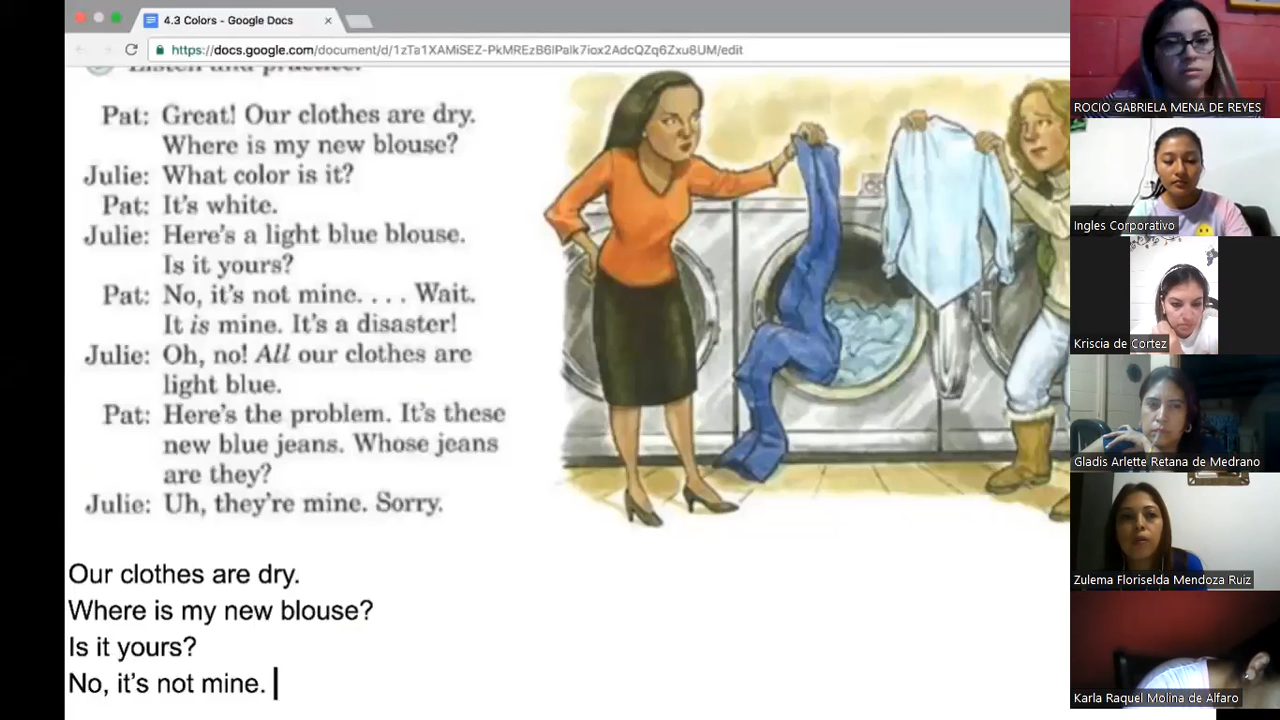 4.3 Colors - Google Docs
https://docs.google.com/document/d/1zTa1XAMiSEZ-PkMREzB6lPalk7iox2AdcQZq6Zxu8UM/edit
Listen and practice.
Pat: Great! Our clothes are dry.
Where is my new blouse?
Julie: What color is it?
Pat: It's white.
Julie: Here's a light blue blouse.
Is it yours?
Pat: No, it's not mine. . . . Wait.
It is mine. It's a disaster!
Julie: Oh, no! All our clothes are
light blue.
Pat: Here's the problem. It's these
new blue jeans. Whose jeans
are they?
Julie: Uh, they're mine. Sorry.
Our clothes are dry.
Where is my new blouse?
Is it yours?
No, it's not mine.
ROCIO GABRIELA MENA DE REYES
Ingles Corporativo
Kriscia de Cortez
Gladis Arlette Retana de Medrano
Zulema Floriselda Mendoza Ruiz
Karla Raquel Molina de Alfaro